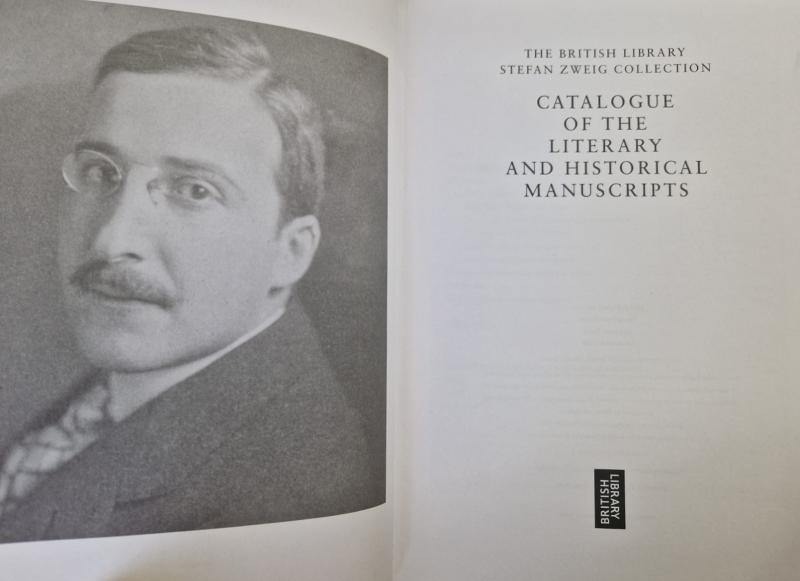 THE BRITISH LIBRARY
STEFAN ZWEIG COLLECTION
CATALOGUE
OF THE
LITERARY
AND HISTORICAL
MANUSCRIPTS
LIBRARY
BRITISH